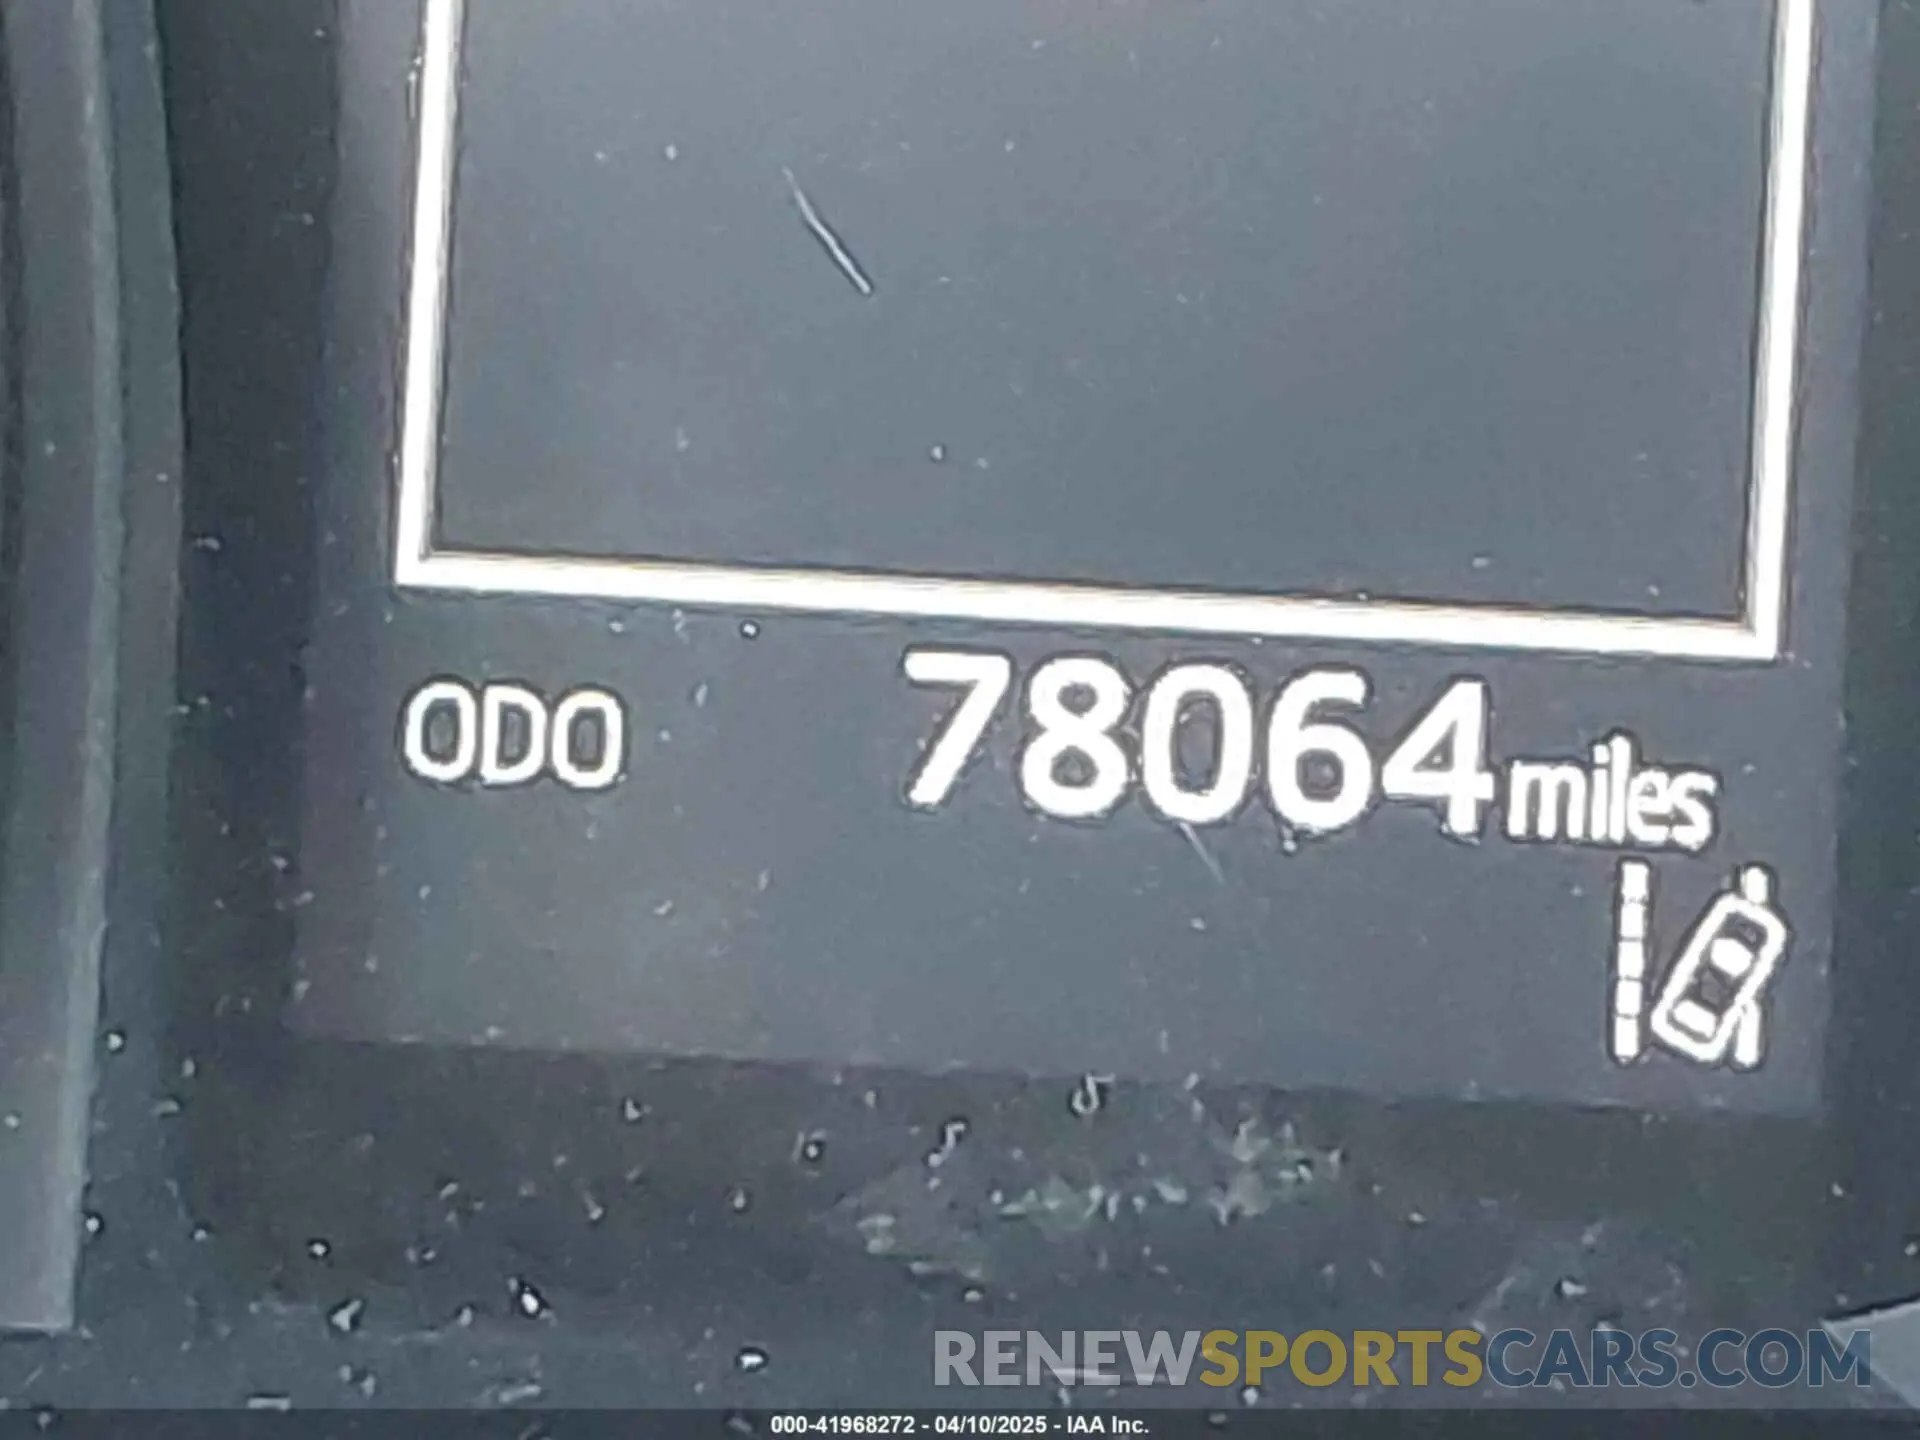 ODO 78064 miles
RENEWSPORTSCARS.COM
000-41968272 - 04/10/2025 - IAA Inc.